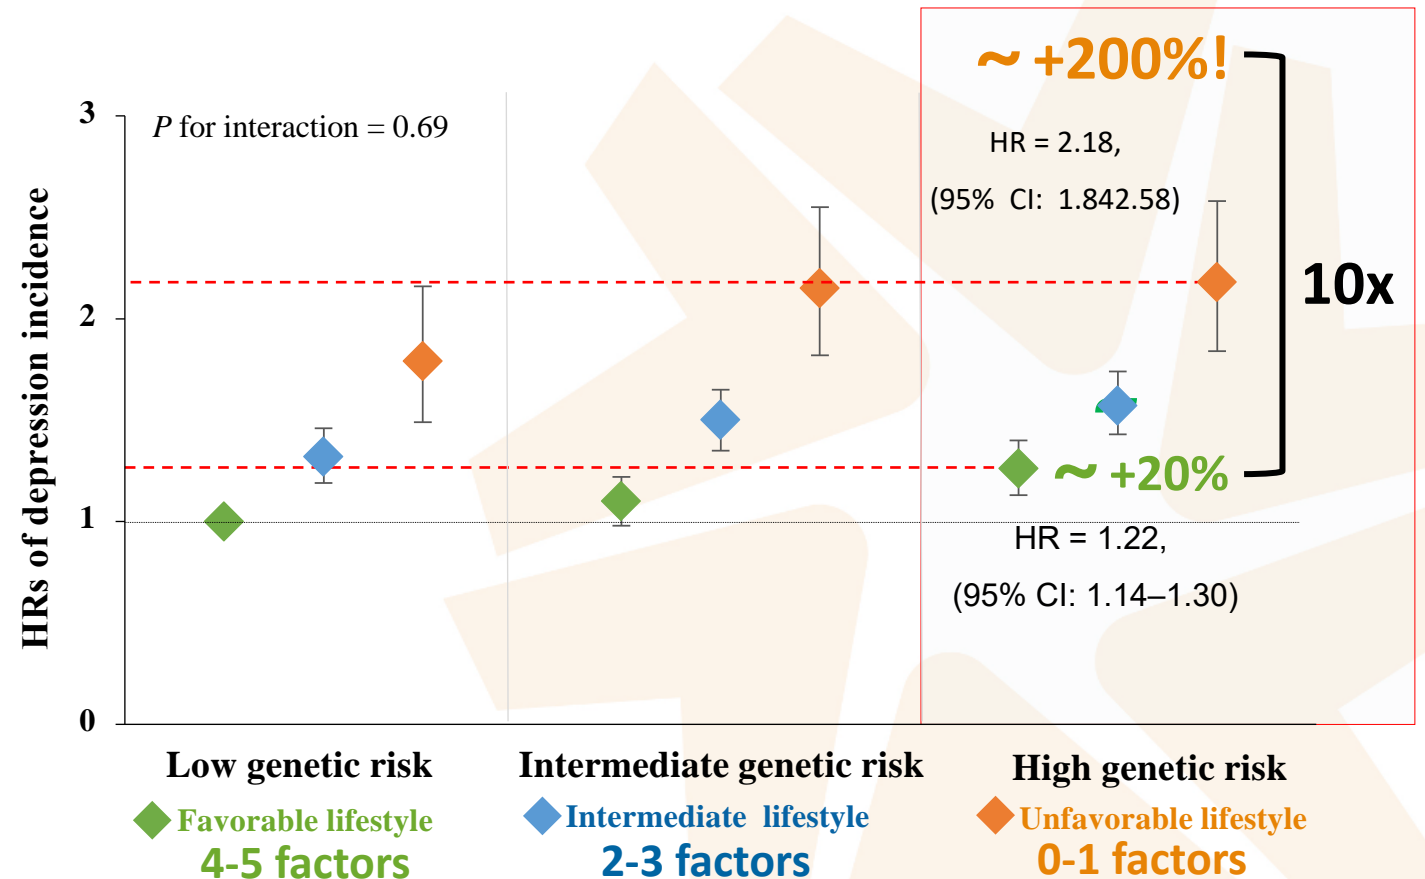 ~ +200%!
3
P for interaction = 0.69
HR = 2.18,
(95% CI: 1.842.58)
HRs of depression incidence
10x
2
~ +20%
1
HR = 1.22,
(95% CI: 1.14–1.30)
0
Low genetic risk
Intermediate genetic risk
High genetic risk
Favorable lifestyle
Intermediate lifestyle
Unfavorable lifestyle
4-5 factors
2-3 factors
0-1 factors